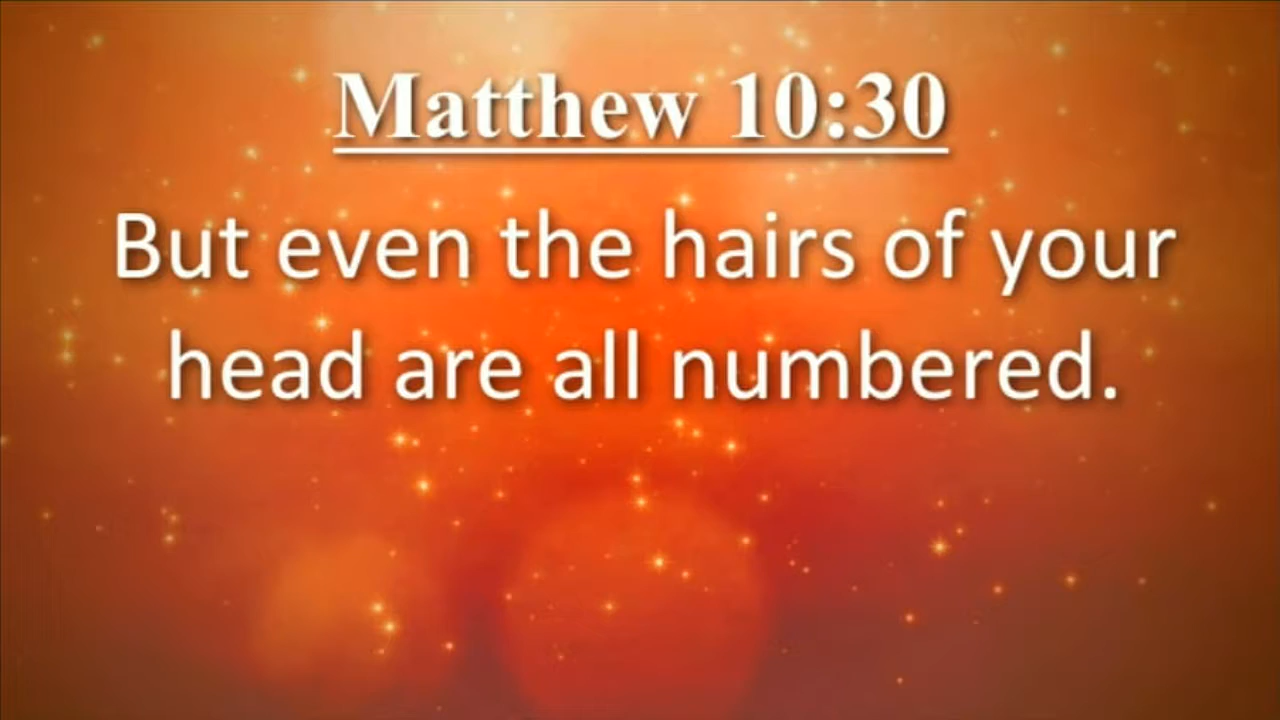 Matthew 10:30
But even the hairs of your
head are all numbered.